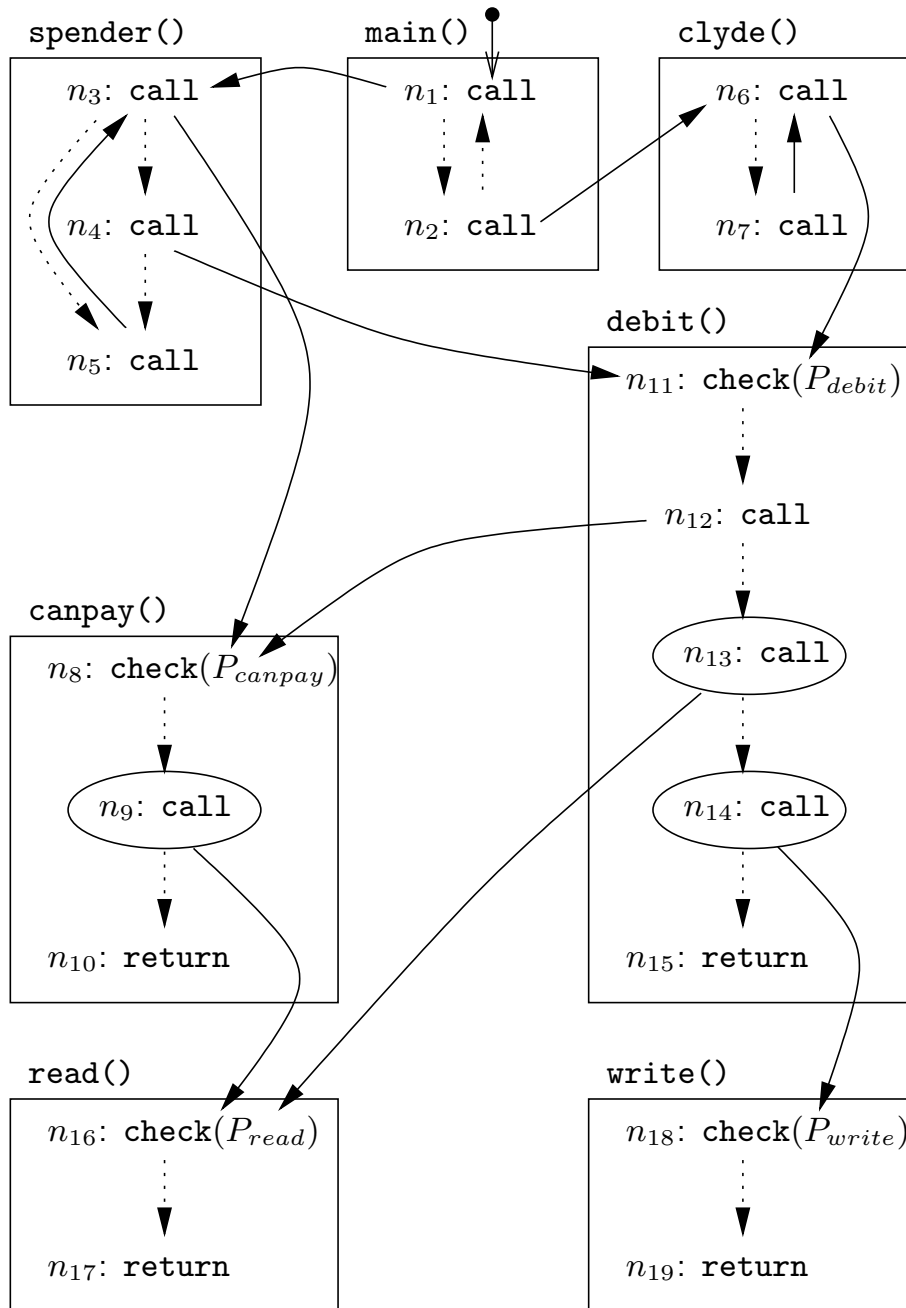 spender()
n3: call
n4: call
n5: call
main()
n1: call
n2: call
clyde()
n6: call
n7: call
debit()
n11: check(Pdebit)
n12: call
n13: call
n14: call
n15: return
canpay()
n8: check(Pcanpay)
n9: call
n10: return
read()
n16: check(Pread)
n17: return
write()
n18: check(Pwrite)
n19: return